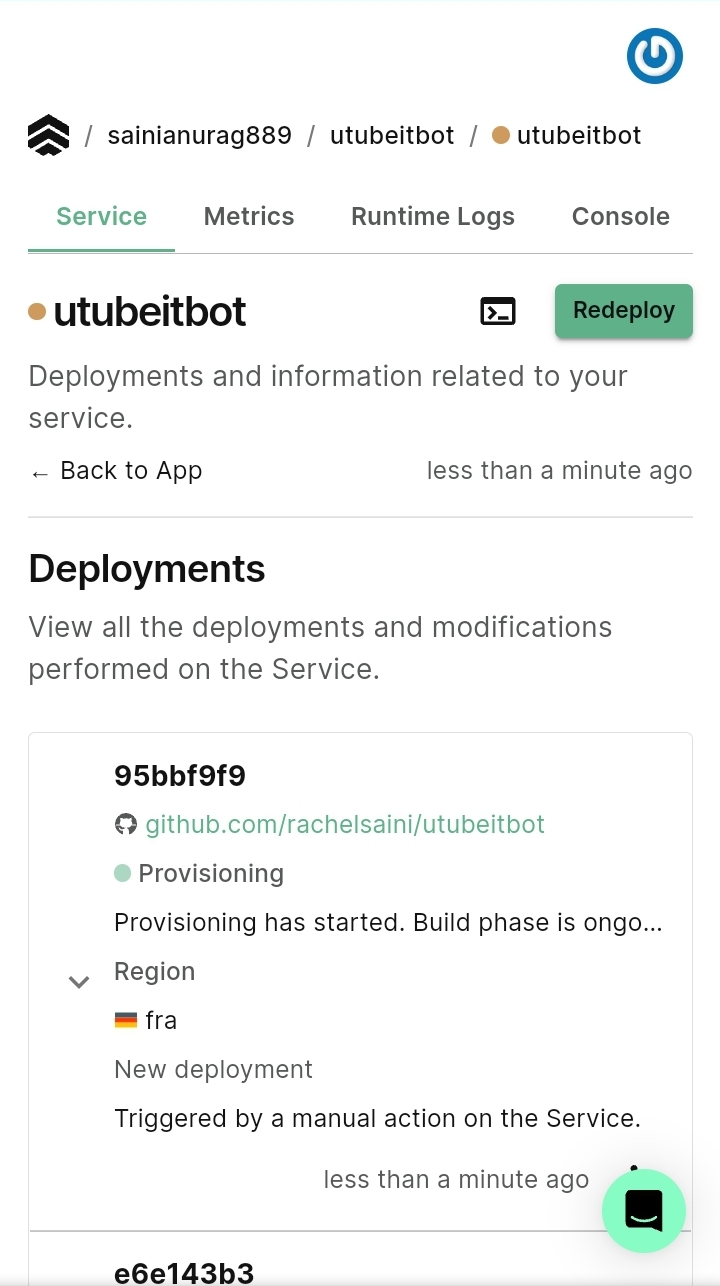 / sainianurag889 / utubeitbot / utubeitbot
Service Metrics Runtime Logs Console
utubeitbot Redeploy
Deployments and information related to your
service.
← Back to App less than a minute ago
Deployments
View all the deployments and modifications
performed on the Service.
95bbf9f9
github.com/rachelsaini/utubeitbot
Provisioning
Provisioning has started. Build phase is ongo...
Region
fra
New deployment
Triggered by a manual action on the Service.
less than a minute ago
e6e143b3